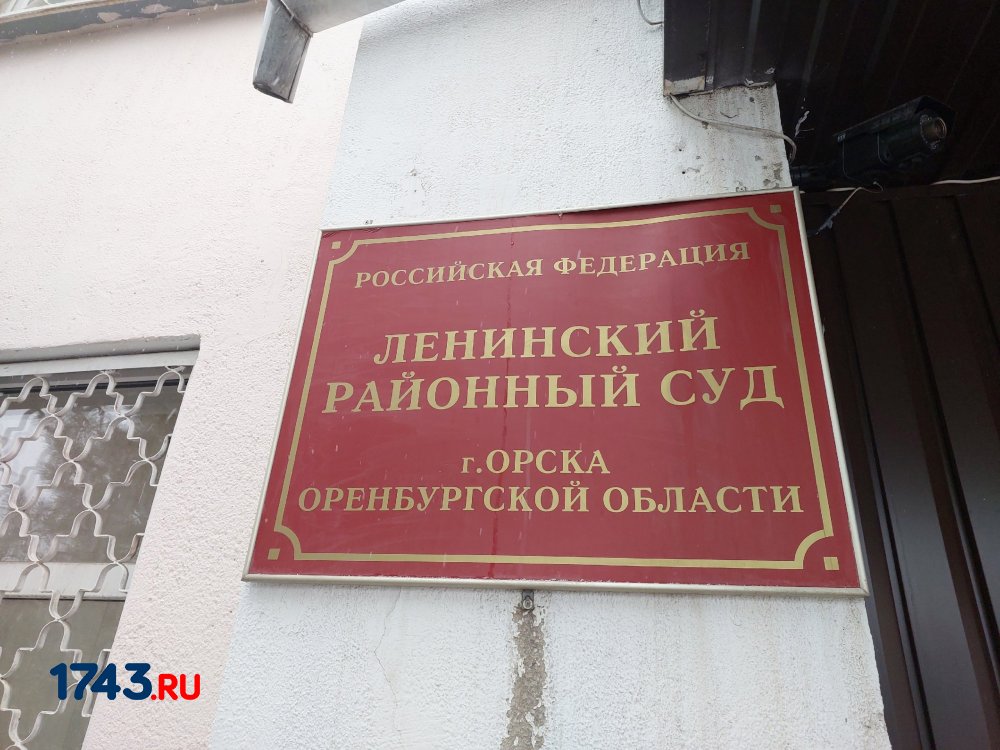 РОССИЙСКАЯ ФЕДЕРАЦИЯ
ЛЕНИНСКИЙ
РАЙОННЫЙ СУД
г.ОРСКА
ОРЕНБУРГСКОЙ ОБЛАСТИ
1743.RU